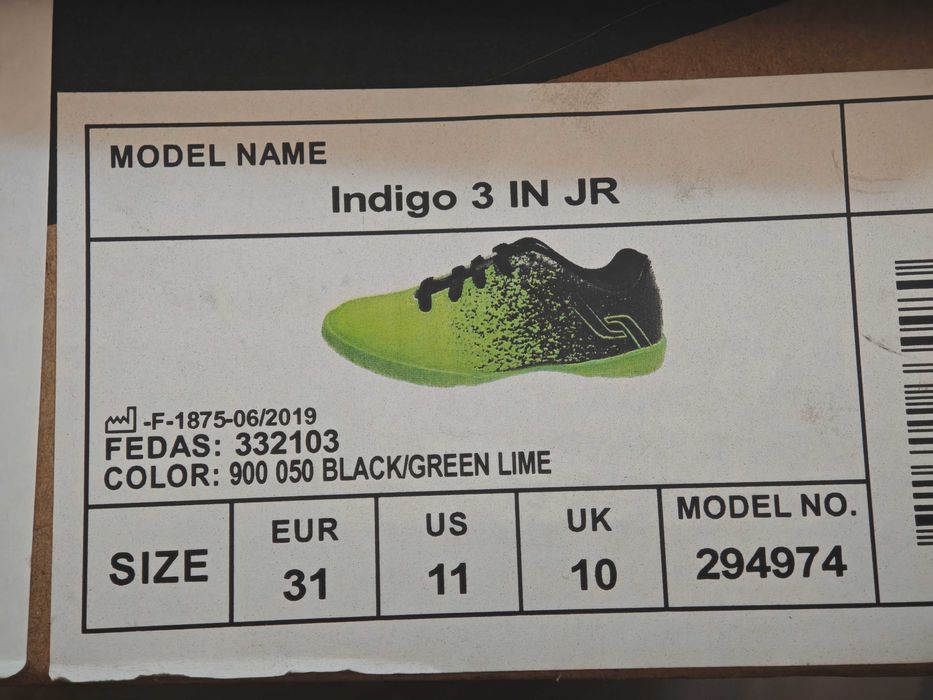 MODEL NAME
Indigo 3 IN JR
-F-1875-06/2019
FEDAS: 332103
COLOR: 900 050 BLACK/GREEN LIME
SIZE
EUR
31
US
11
UK
10
MODEL NO.
294974